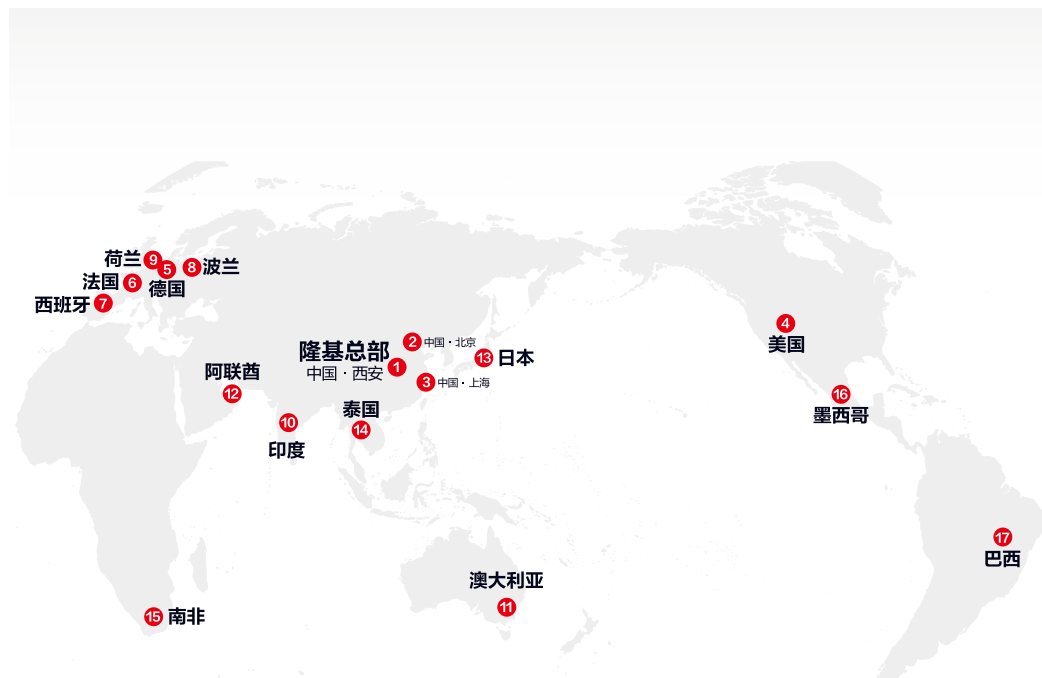 荷兰 9
5
8 波兰
法国 6
德国
西班牙 7
4
美国
2 中国·北京
隆基总部
中国·西安 1
13 日本
3 中国·上海
阿联酋
12
16
墨西哥
泰国
14
10
印度
17
巴西
澳大利亚
11
15 南非